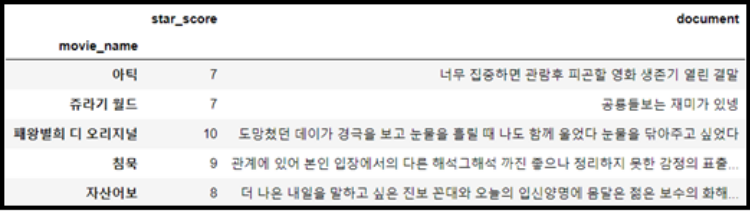 star_score document
movie_name
아틱 7 너무 집중하면 관람후 피곤할 영화 생존기 열린 결말
쥬라기 월드 7 공룡들보는 재미가 있넹
패왕별희 디 오리지널 10 도망쳤던 데이가 경극을 보고 눈물을 흘릴 때 나도 함께 울었다 눈물을 닦아주고 싶었다
침묵 9 관계에 있어 본인 입장에서의 다른 해석그해석 까진 좋으나 정리하지 못한 감정의 표출...
자산어보 8 더 나은 내일을 말하고 싶은 진보 꼰대와 오늘의 입신양명에 몸달은 젊은 보수의 화해...